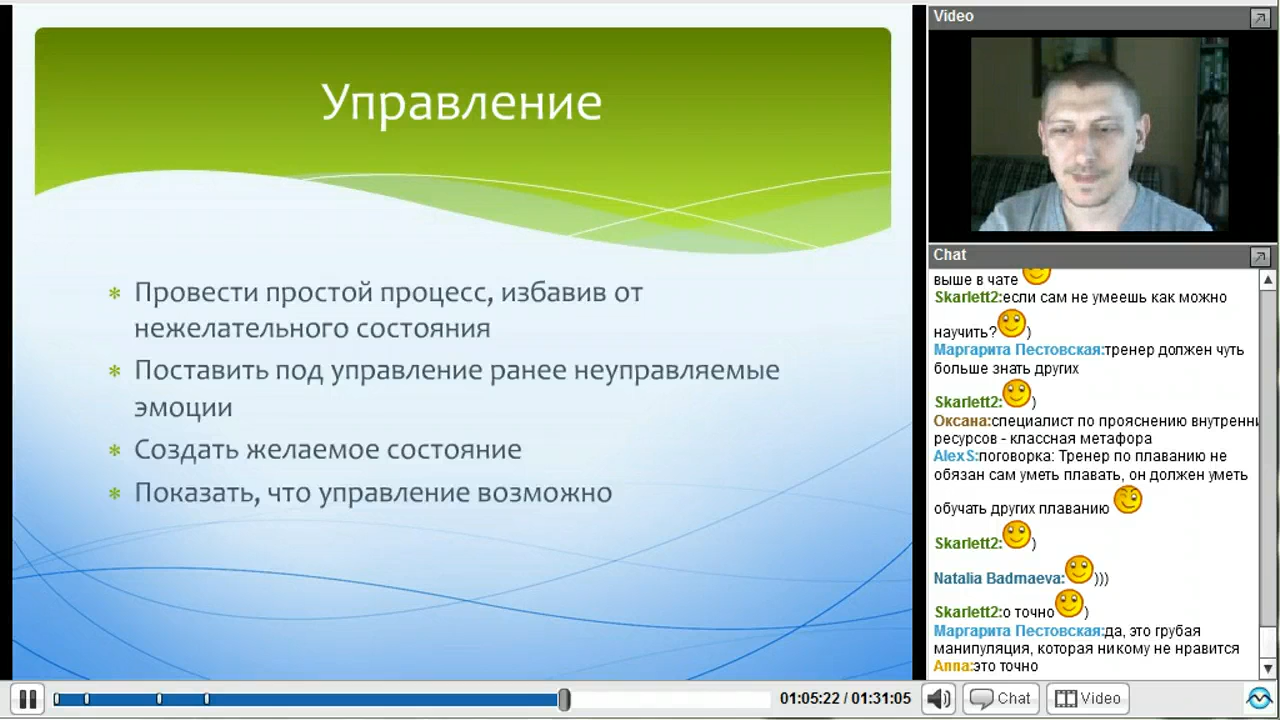 Управление
Провести простой процесс, избавив от
нежелательного состояния
Поставить под управление ранее неуправляемые
эмоции
Создать желаемое состояние
Показать, что управление возможно
Video
Chat
выше в чате
Skarlett2:если сам не умеешь как можно
научить? )
Маргарита Пестовская:тренер должен чуть
больше знать других
Skarlett2: )
Оксана:специалист по прояснению внутренни
ресурсов - классная метафора
AlexS:поговорка: Тренер по плаванию не
обязан сам уметь плавать, он должен уметь
обучать других плаванию
Skarlett2: )
Natalia Badmaeva: )))
Skarlett2:о точно )
Маргарита Пестовская:да, это грубая
манипуляция, которая никому не нравится
Anna:это точно
01:05:22 / 01:31:05
Chat
Video